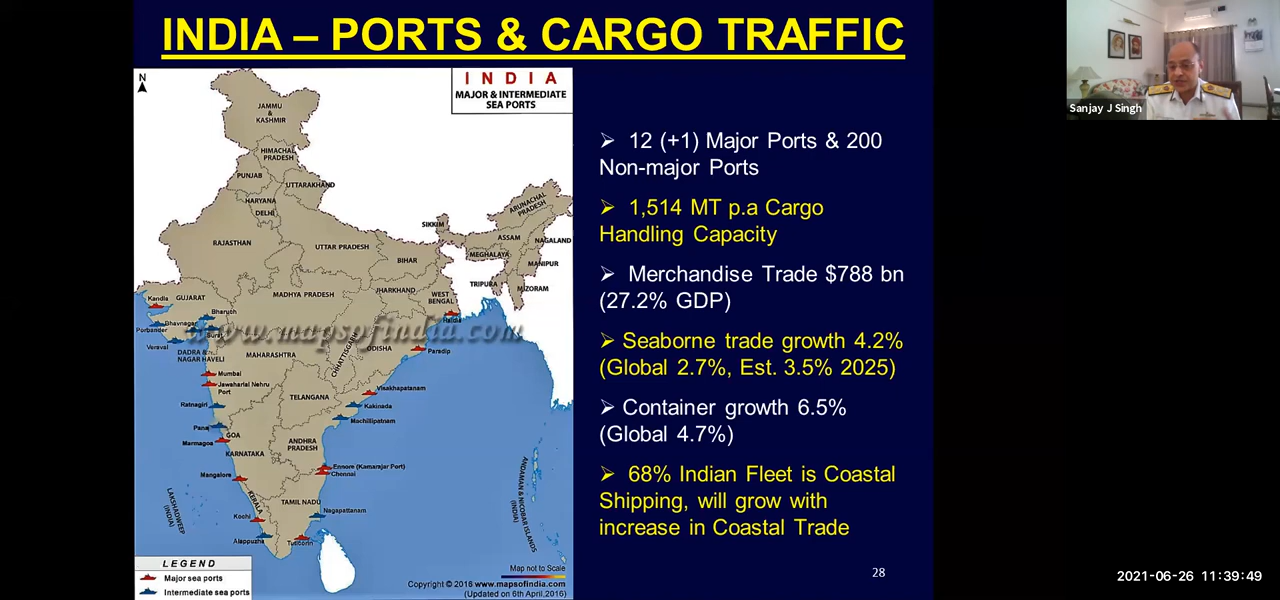 INDIA – PORTS & CARGO TRAFFIC
N
I N D I A
MAJOR & INTERMEDIATE
SEA PORTS
JAMMU
&
KASHMIR
HIMACHAL
PRADESH
PUNJAB
UTTARAKHAND
HARYANA
DELHI
RAJASTHAN
UTTAR PRADESH
SIKKIM
ARUNACHAL
PRADESH
ASSAM
NAGALAND
MEGHALAYA
MANIPUR
BIHAR
TRIPURA
MIZORAM
JHARKHAND
WEST
BENGAL
Haldia
Kandla
GUJARAT
MADHYA PRADESH
Bharuch
Bhavnagar
Porbander
Surat
Veraval
www.mapsofindia.com
DADRA &
NAGAR HAVELI
MAHARASHTRA
CHHATTISGARH
ODISHA
Paradip
Mumbai
Jawaharlal Nehru
Port
Visakhapatanam
TELANGANA
Ratnagiri
Kakinada
Machilipatnam
Panaji
GOA
Marmagoa
ANDHRA
PRADESH
KARNATAKA
Ennore (Kamarajar Port)
Chennai
Mangalore
LAKSHADWEEP
(INDIA)
KERALA
TAMIL NADU
Nagapattanam
Kochi
Alappuzha
Tuticorin
ANDAMAN & NICOBAR ISLANDS
(INDIA)
LEGEND
Major sea ports
Intermediate sea ports
Map not to Scale
Copyright © 2016 www.mapsofindia.com
(Updated on 6th April,2016)
➢ 12 (+1) Major Ports & 200
Non-major Ports
➢ 1,514 MT p.a Cargo
Handling Capacity
➢ Merchandise Trade $788 bn
(27.2% GDP)
➢ Seaborne trade growth 4.2%
(Global 2.7%, Est. 3.5% 2025)
➢ Container growth 6.5%
(Global 4.7%)
➢ 68% Indian Fleet is Coastal
Shipping, will grow with
increase in Coastal Trade
28
Sanjay J Singh
2021-06-26 11:39:49